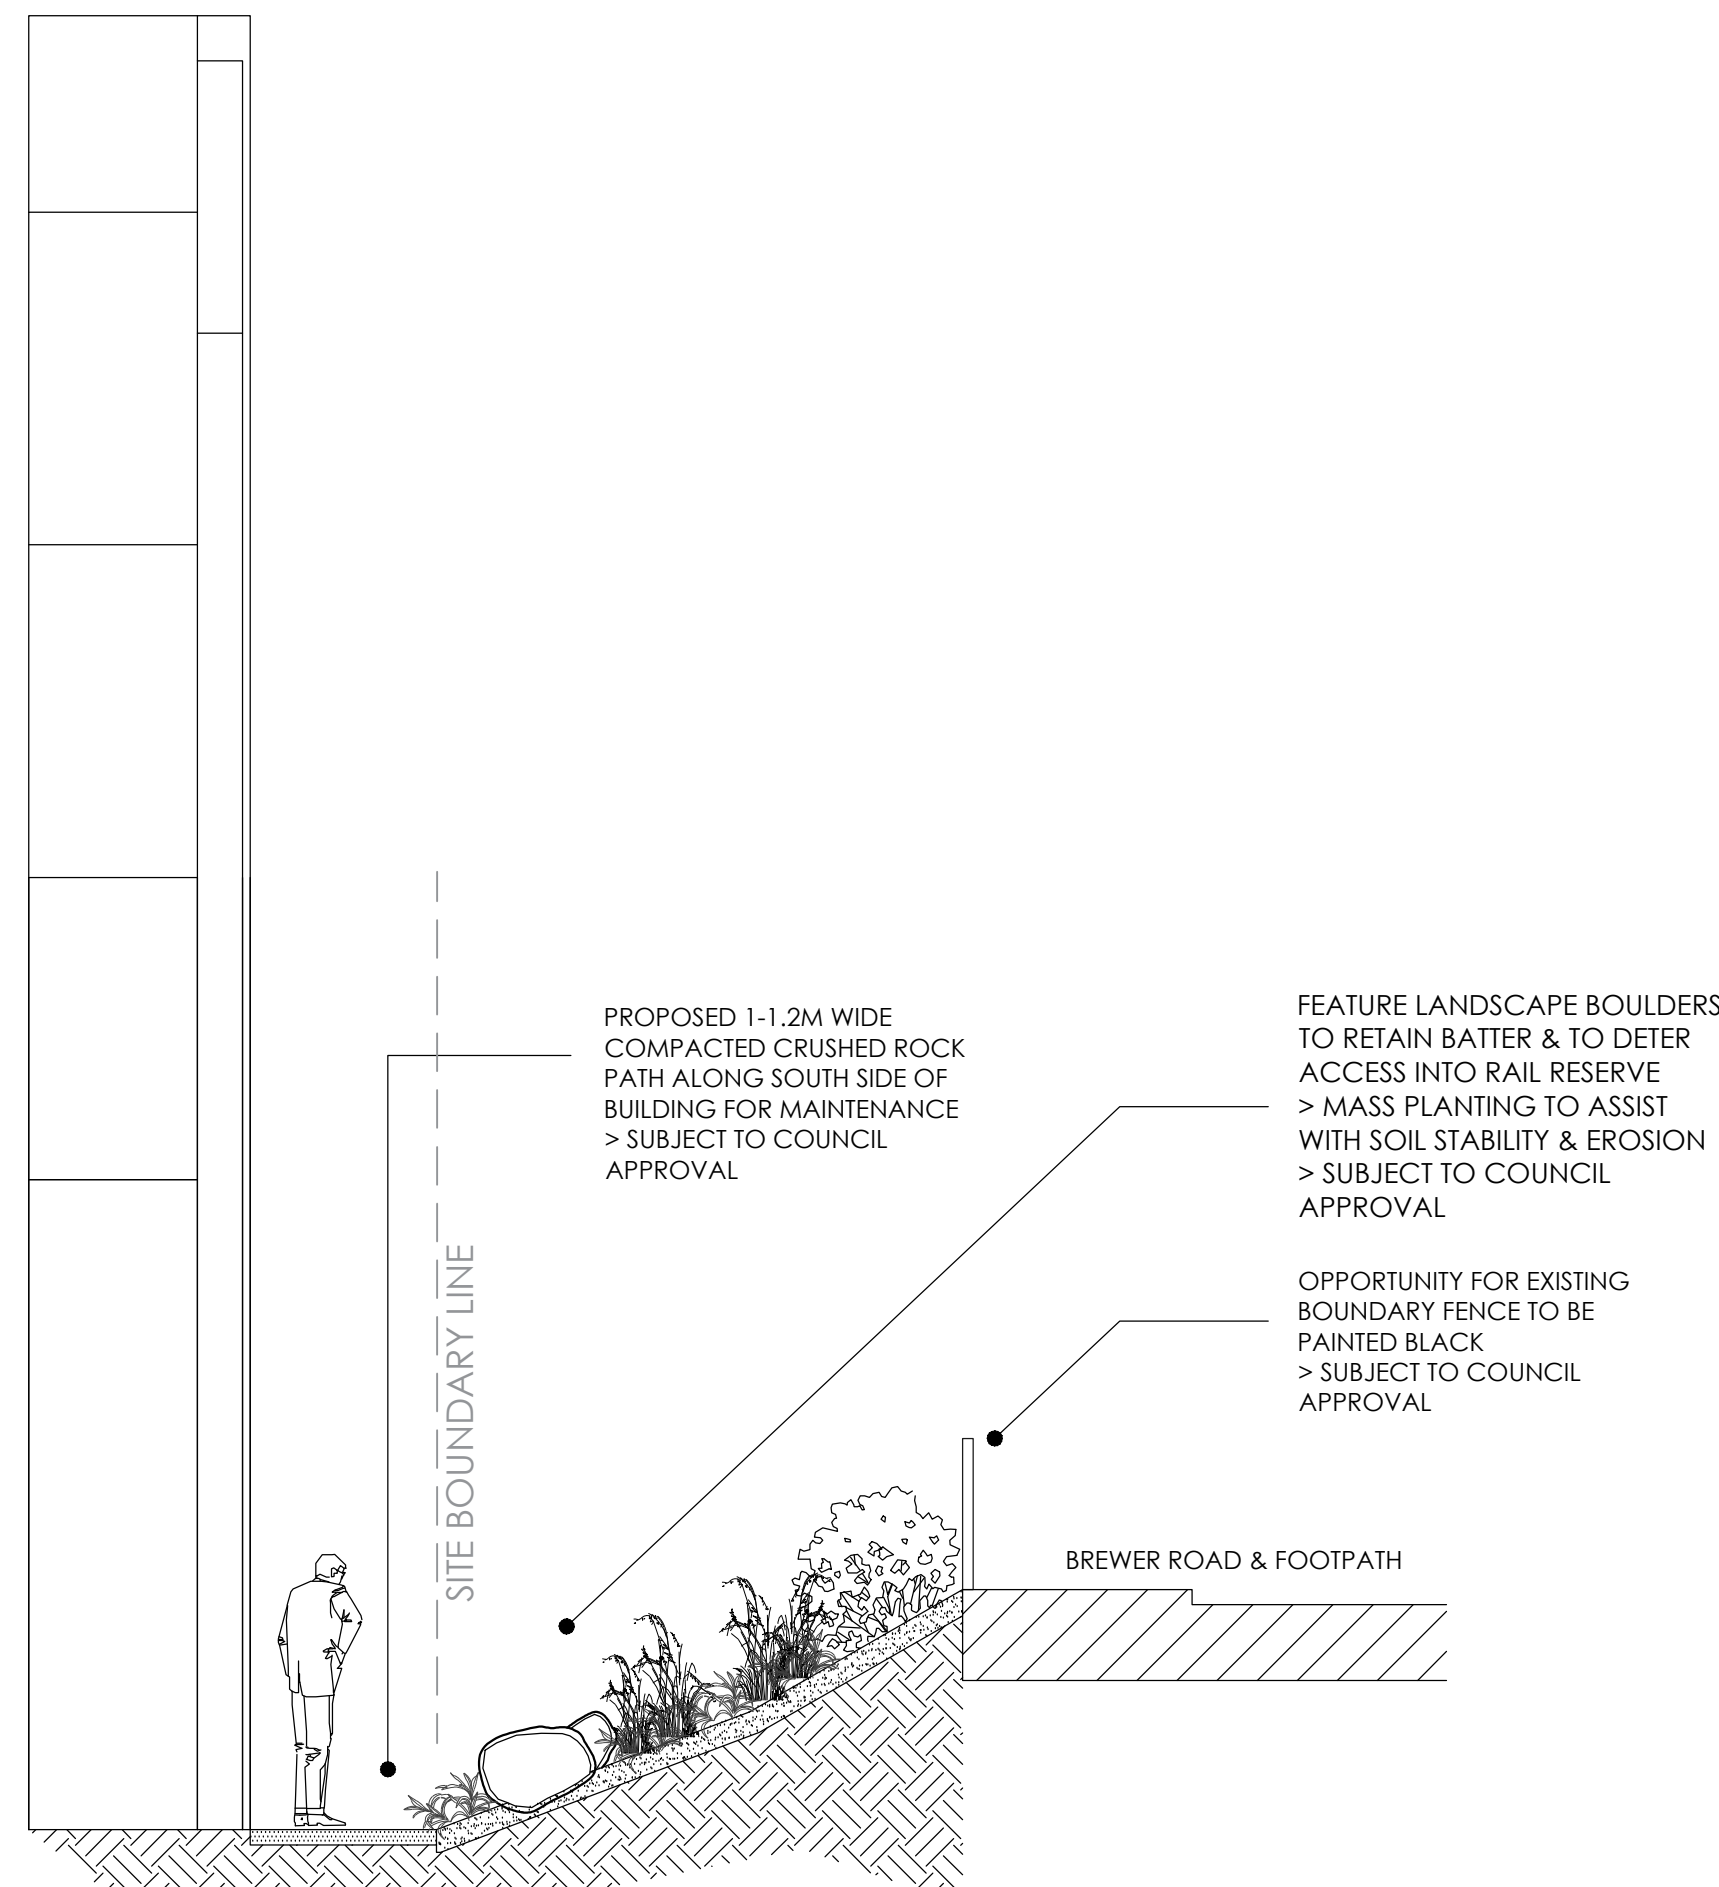 PROPOSED 1-1.2M WIDE
COMPACTED CRUSHED ROCK
PATH ALONG SOUTH SIDE OF
BUILDING FOR MAINTENANCE
> SUBJECT TO COUNCIL
APPROVAL
FEATURE LANDSCAPE BOULDERS
TO RETAIN BATTER & TO DETER
ACCESS INTO RAIL RESERVE
> MASS PLANTING TO ASSIST
WITH SOIL STABILITY & EROSION
> SUBJECT TO COUNCIL
APPROVAL
OPPORTUNITY FOR EXISTING
BOUNDARY FENCE TO BE
PAINTED BLACK
> SUBJECT TO COUNCIL
APPROVAL
SITE BOUNDARY LINE
BREWER ROAD & FOOTPATH